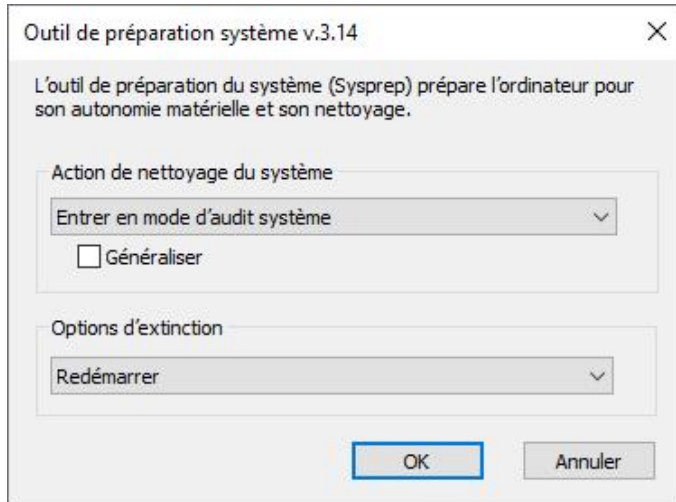 Outil de préparation système v.3.14
L'outil de préparation du système (Sysprep) prépare l'ordinateur pour
son autonomie matérielle et son nettoyage.
Action de nettoyage du système
Entrer en mode d'audit système
Généraliser
Options d'extinction
Redémarrer
OK
Annuler